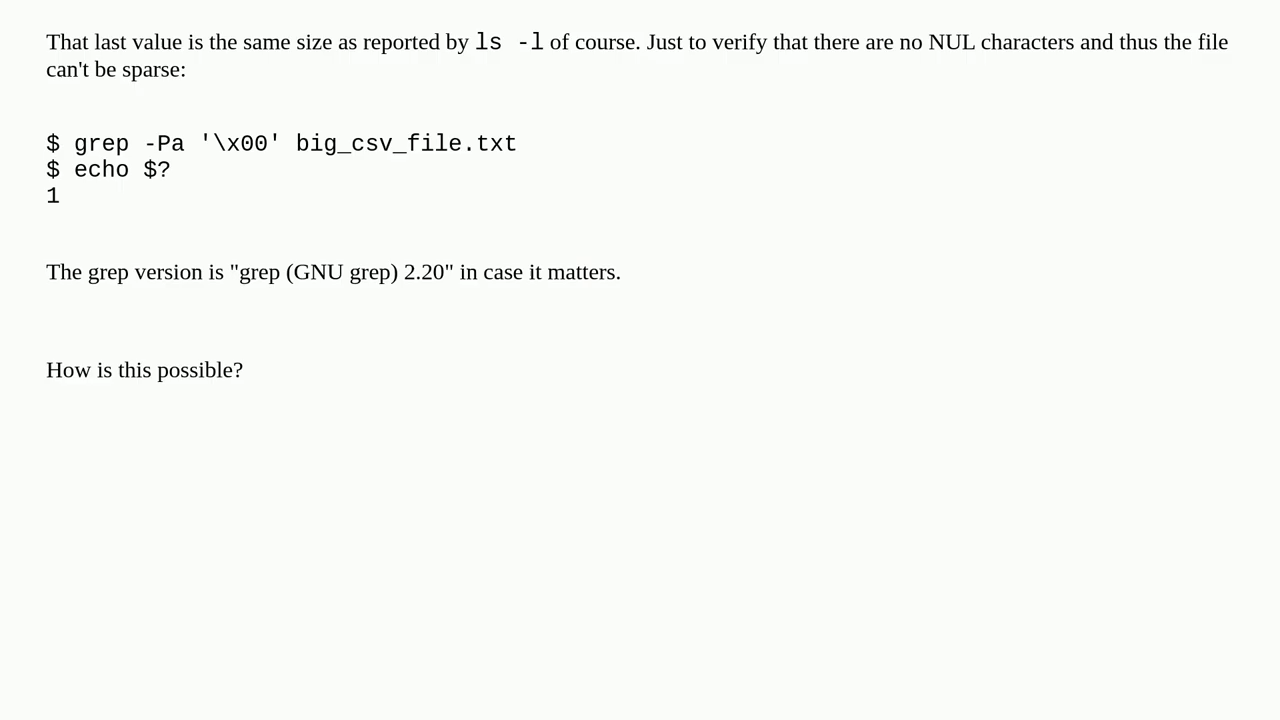 That last value is the same size as reported by ls -l of course. Just to verify that there are no NUL characters and thus the file
can't be sparse:
$ grep -Pa '\x00' big_csv_file.txt
$ echo $?
1
The grep version is "grep (GNU grep) 2.20" in case it matters.
How is this possible?